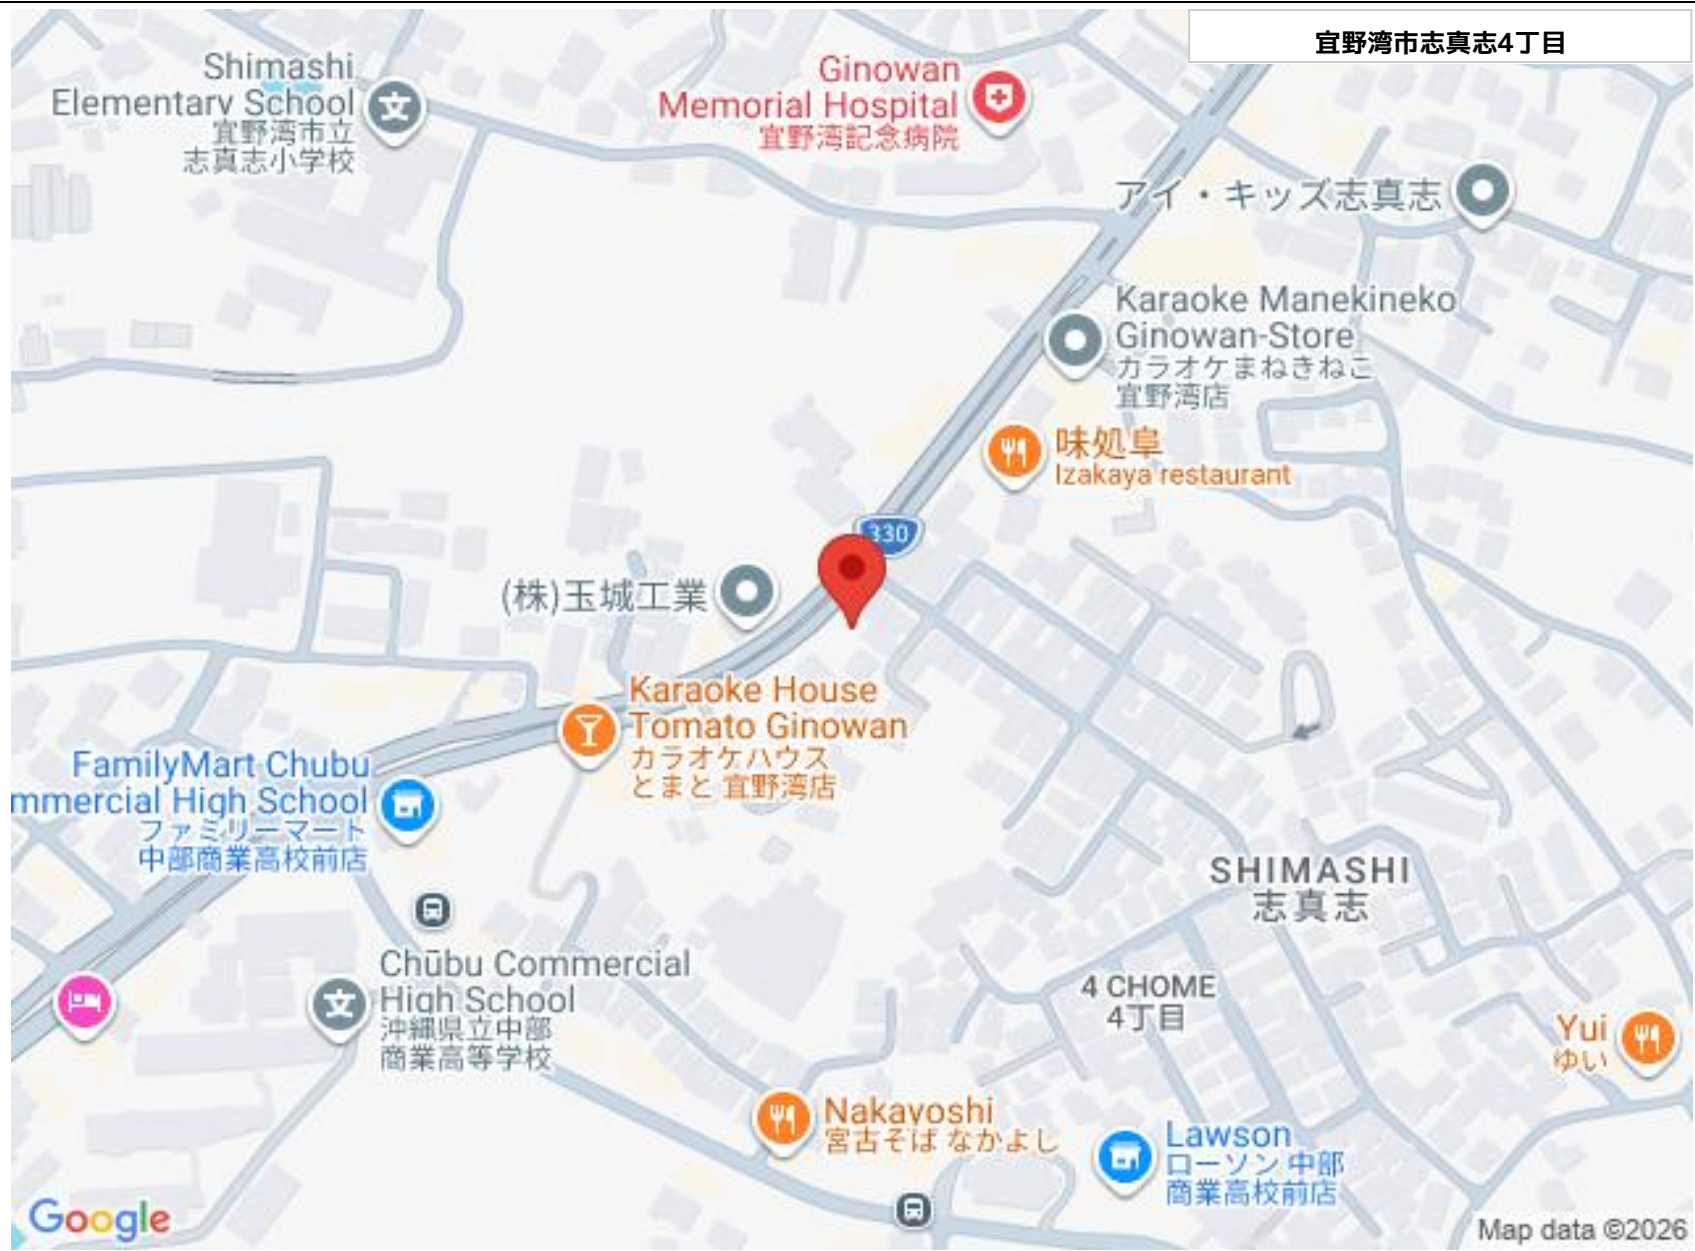 宜野湾市志真志4丁目
Shimashi
Elementary School
宜野湾市立
志真志小学校
Ginowan
Memorial Hospital
宜野湾記念病院
アイ・キッズ志真志
Karaoke Manekineko
Ginowan-Store
カラオケまねきねこ
宜野湾店
味処阜
Izakaya restaurant
330
(株)玉城工業
Karaoke House
Tomato Ginowan
カラオケハウス
とまと 宜野湾店
FamilyMart Chubu
mmercial High School
ファミリーマート
中部商業高校前店
SHIMASHI
志真志
Chūbu Commercial
High School
沖縄県立中部
商業高等学校
4 CHOME
4丁目
Yui
ゆい
Nakayoshi
宮古そば なかよし
Lawson
ローソン 中部
商業高校前店
Google
Map data ©2026